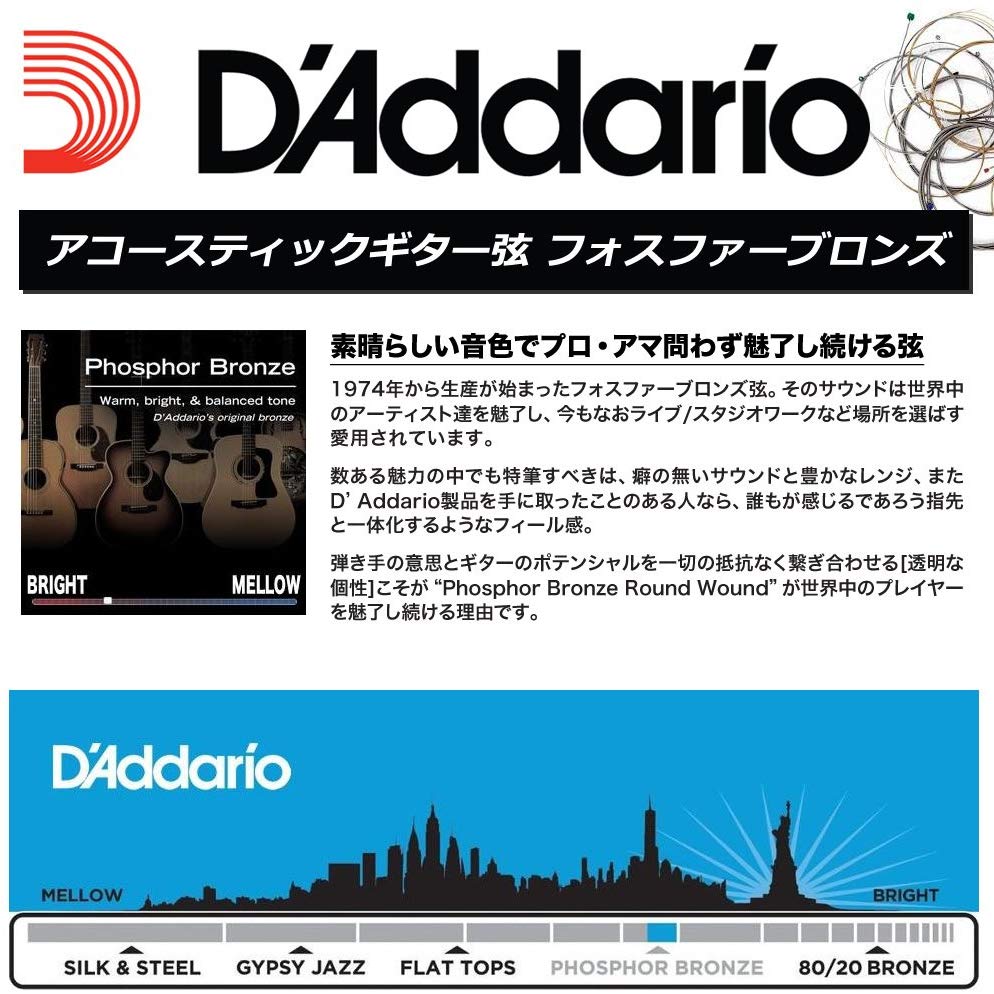 D'Addario
アコースティックギター弦 フォスファーブロンズ
Phosphor Bronze
Warm, bright, & balanced tone
D'Addario's original bronze
BRIGHT MELLOW
素晴らしい音色でプロ・アマ問わず魅了し続ける弦
1974年から生産が始まったフォスファーブロンズ弦。そのサウンドは世界中
のアーティスト達を魅了し、今もなおライブ/スタジオワークなど場所を選ばず
愛用されています。
数ある魅力の中でも特筆すべきは、癖の無いサウンドと豊かなレンジ、また
D' Addario製品を手に取ったことのある人なら、誰もが感じるであろう指先
と一体化するようなフィール感。
弾き手の意思とギターのポテンシャルを一切の抵抗なく繋ぎ合わせる[透明な
個性]こそが “Phosphor Bronze Round Wound” が世界中のプレイヤー
を魅了し続ける理由です。
D'Addario
MELLOW BRIGHT
SILK & STEEL GYPSY JAZZ FLAT TOPS PHOSPHOR BRONZE 80/20 BRONZE